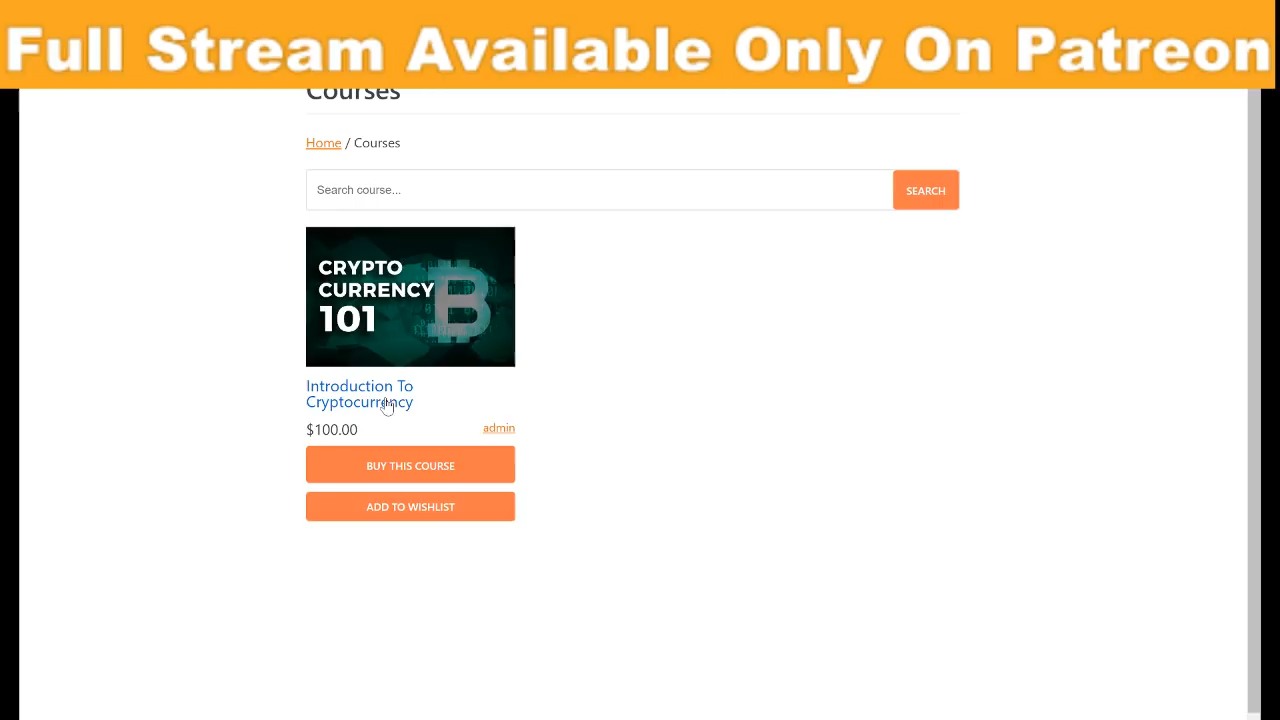 Full Stream Available Only On Patreon
Courses
Home / Courses
Search course...
SEARCH
CRYPTO
CURRENCY
101
Introduction To
Cryptocurrency
$100.00
admin
BUY THIS COURSE
ADD TO WISHLIST